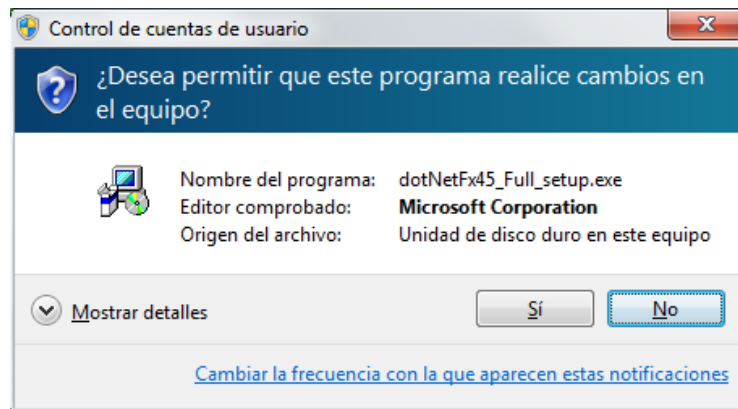 Control de cuentas de usuario
¿Desea permitir que este programa realice cambios en
el equipo?
Nombre del programa: dotNetFx45_Full_setup.exe
Editor comprobado: Microsoft Corporation
Origen del archivo: Unidad de disco duro en este equipo
Mostrar detalles Sí No
Cambiar la frecuencia con la que aparecen estas notificaciones